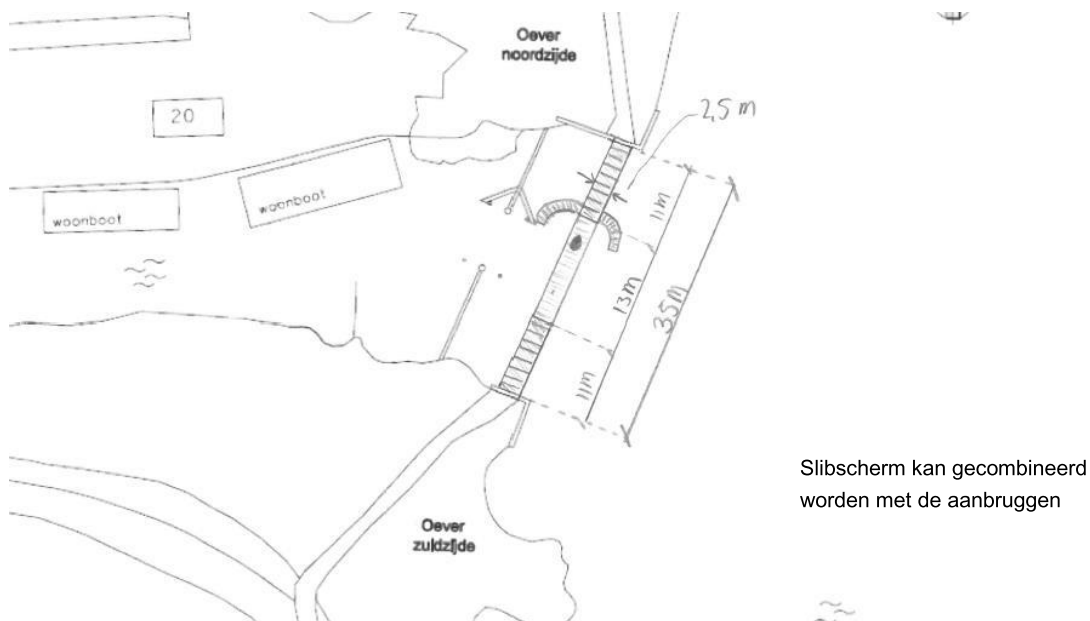 Oever
noordzijde
2,5 m
20
woonboot
woonboot
11m
13m
35m
11m
Slibscherm kan gecombineerd
worden met de aanbruggen
Oever
zuidzijde